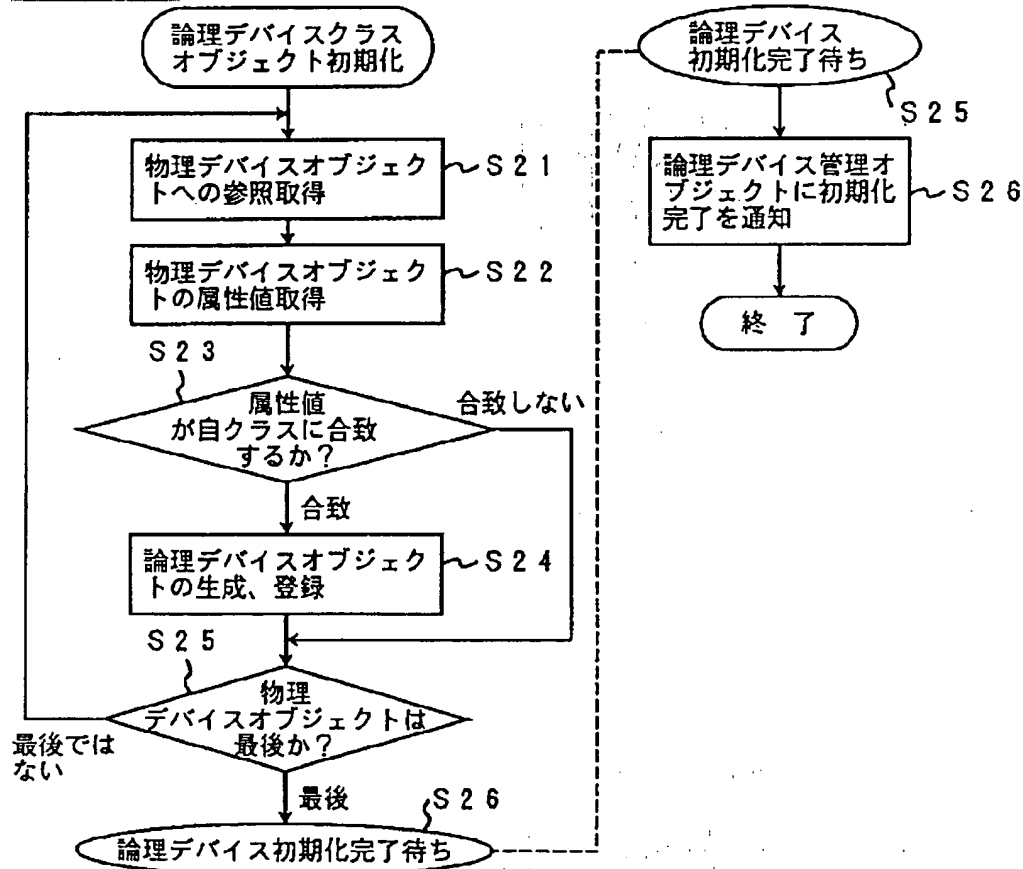 論理デバイスクラス
オブジェクト初期化
物理デバイスオブジェク
トへの参照取得
S21
物理デバイスオブジェク
トの属性値取得
S22
S23
属性値
が自クラスに合致
するか？
合致しない
合致
論理デバイスオブジェク
トの生成、登録
S24
S25
物理
デバイスオブジェクトは
最後か？
最後では
ない
最後
S26
論理デバイス初期化完了待ち
論理デバイス
初期化完了待ち
S25
論理デバイス管理オ
ブジェクトに初期化
完了を通知
S26
終了